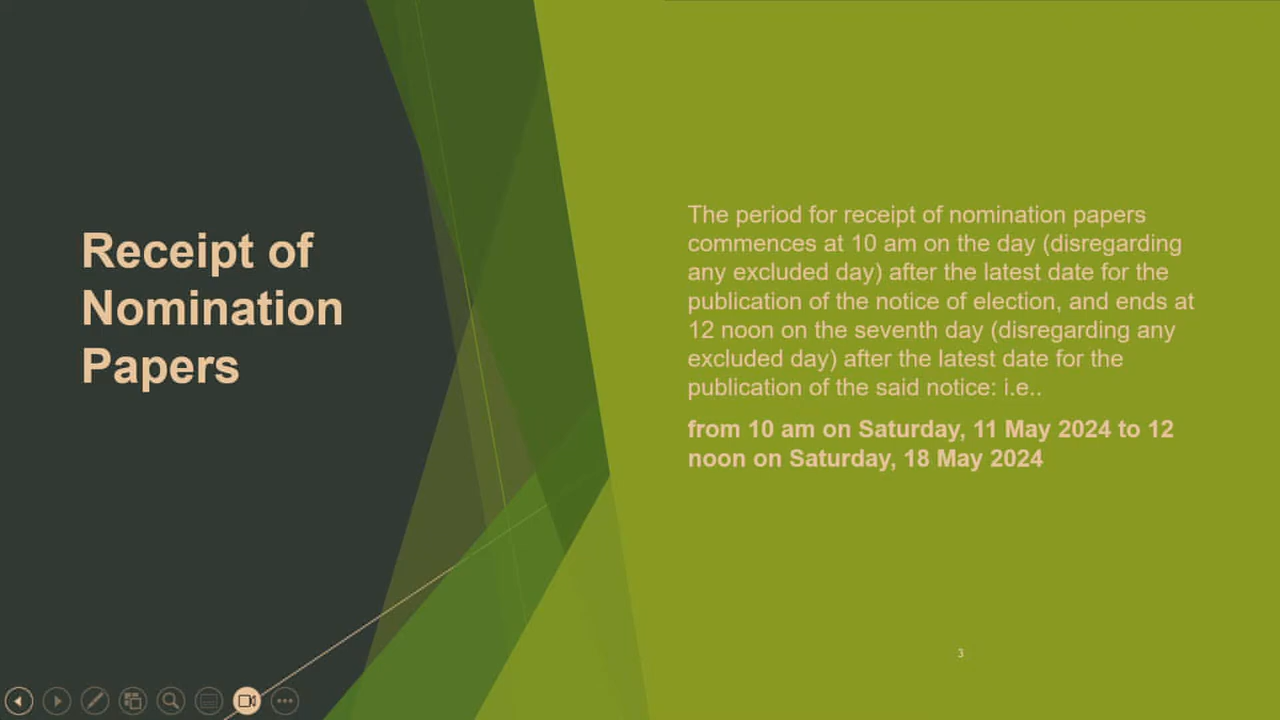 Receipt of
Nomination
Papers
The period for receipt of nomination papers
commences at 10 am on the day (disregarding
any excluded day) after the latest date for the
publication of the notice of election, and ends at
12 noon on the seventh day (disregarding any
excluded day) after the latest date for the
publication of the said notice: i.e..
from 10 am on Saturday, 11 May 2024 to 12
noon on Saturday, 18 May 2024
3